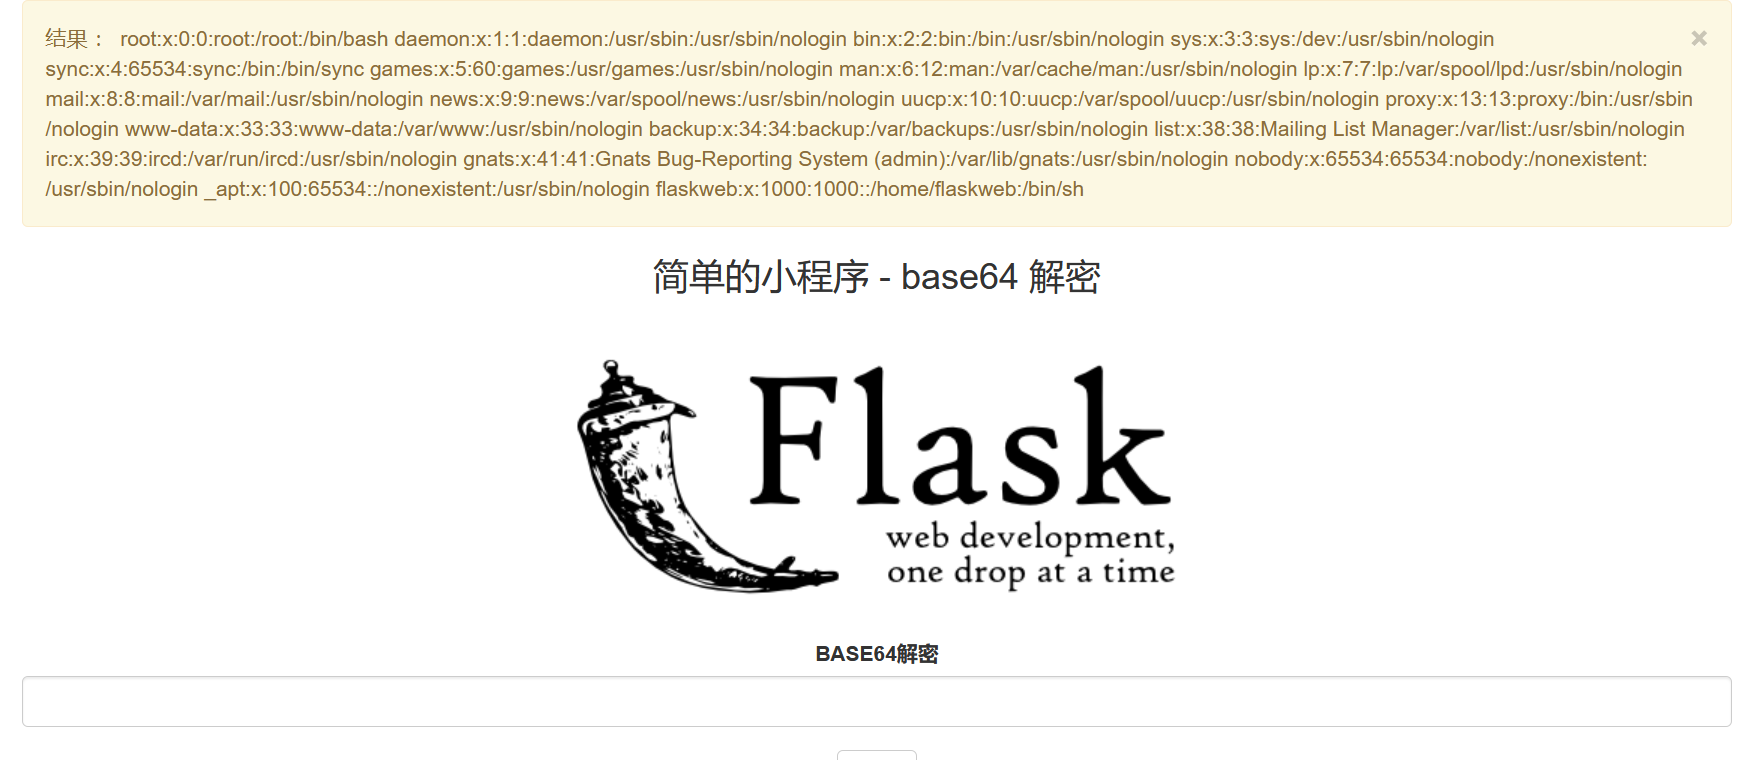 结果 ： root:x:0:0:root:/root:/bin/bash daemon:x:1:1:daemon:/usr/sbin:/usr/sbin/nologin bin:x:2:2:bin:/bin:/usr/sbin/nologin sys:x:3:3:sys:/dev:/usr/sbin/nologin
sync:x:4:65534:sync:/bin:/bin/sync games:x:5:60:games:/usr/games:/usr/sbin/nologin man:x:6:12:man:/var/cache/man:/usr/sbin/nologin lp:x:7:7:lp:/var/spool/lpd:/usr/sbin/nologin
mail:x:8:8:mail:/var/mail:/usr/sbin/nologin news:x:9:9:news:/var/spool/news:/usr/sbin/nologin uucp:x:10:10:uucp:/var/spool/uucp:/usr/sbin/nologin proxy:x:13:13:proxy:/bin:/usr/sbin
/nologin www-data:x:33:33:www-data:/var/www:/usr/sbin/nologin backup:x:34:34:backup:/var/backups:/usr/sbin/nologin list:x:38:38:Mailing List Manager:/var/list:/usr/sbin/nologin
irc:x:39:39:ircd:/var/run/ircd:/usr/sbin/nologin gnats:x:41:41:Gnats Bug-Reporting System (admin):/var/lib/gnats:/usr/sbin/nologin nobody:x:65534:65534:nobody:/nonexistent:
/usr/sbin/nologin _apt:x:100:65534::/nonexistent:/usr/sbin/nologin flaskweb:x:1000:1000::/home/flaskweb:/bin/sh
简单的小程序 - base64 解密
Flask
web development,
one drop at a time
BASE64解密